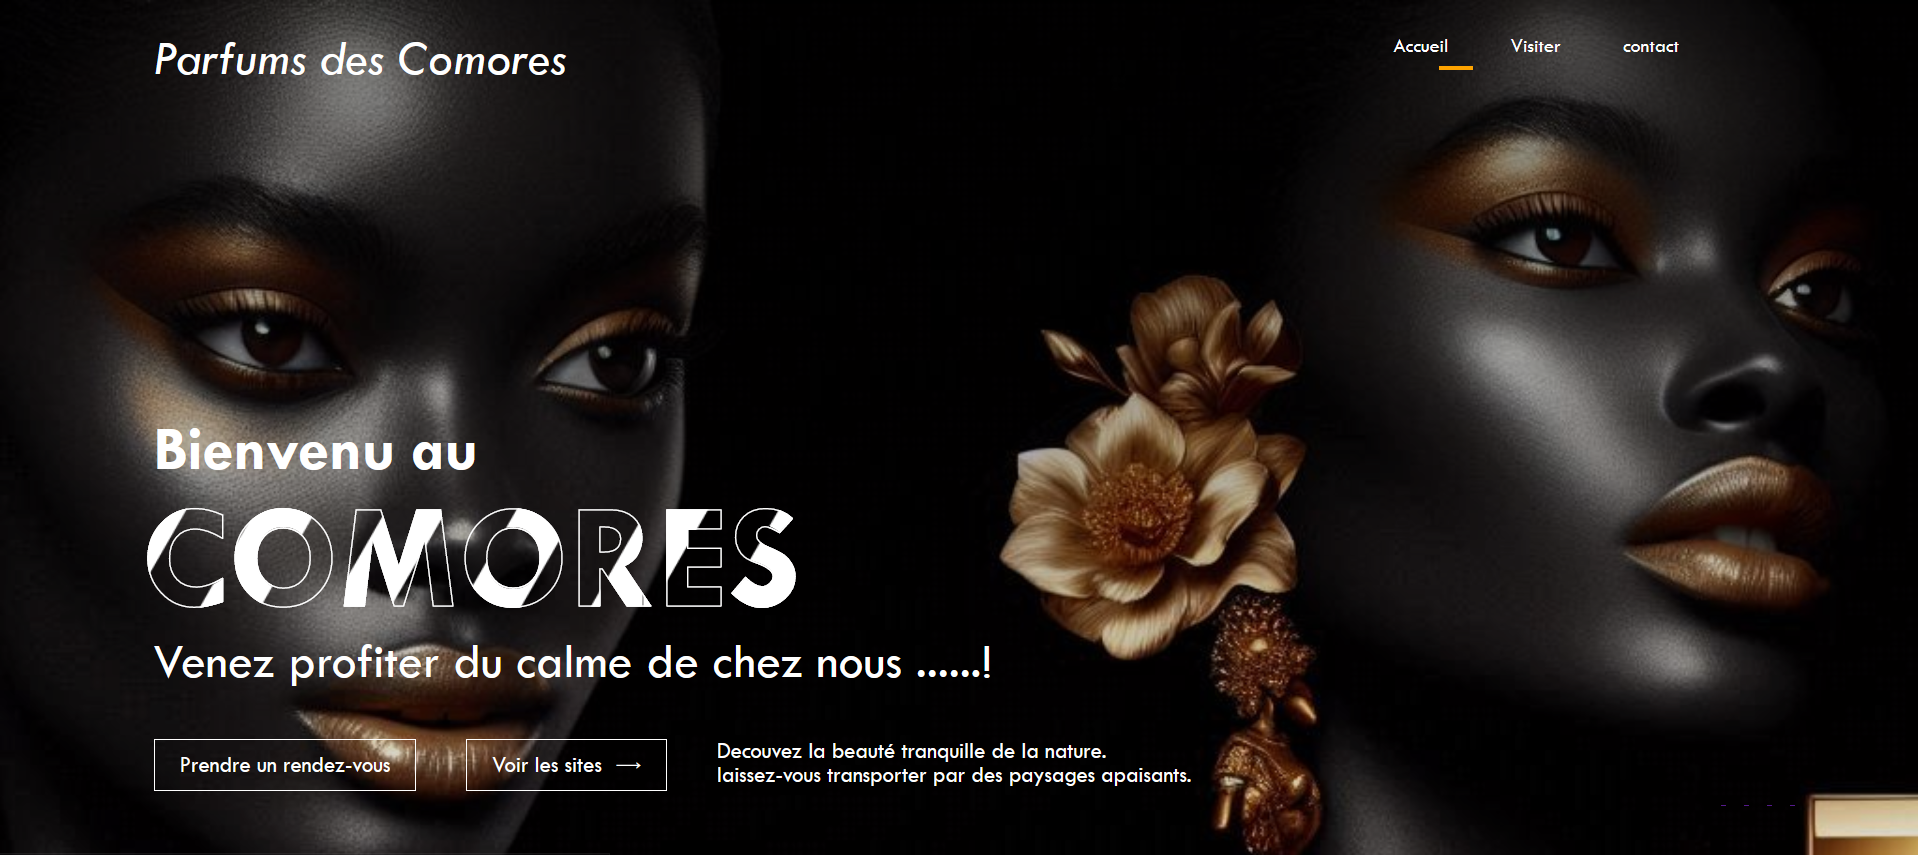 Parfums des Comores
Accueil Visiter contact
Bienvenu au
COMORES
Venez profiter du calme de chez nous ......!
Prendre un rendez-vous
Voir les sites →
Decouvez la beauté tranquille de la nature.
laissez-vous transporter par des paysages apaisants.